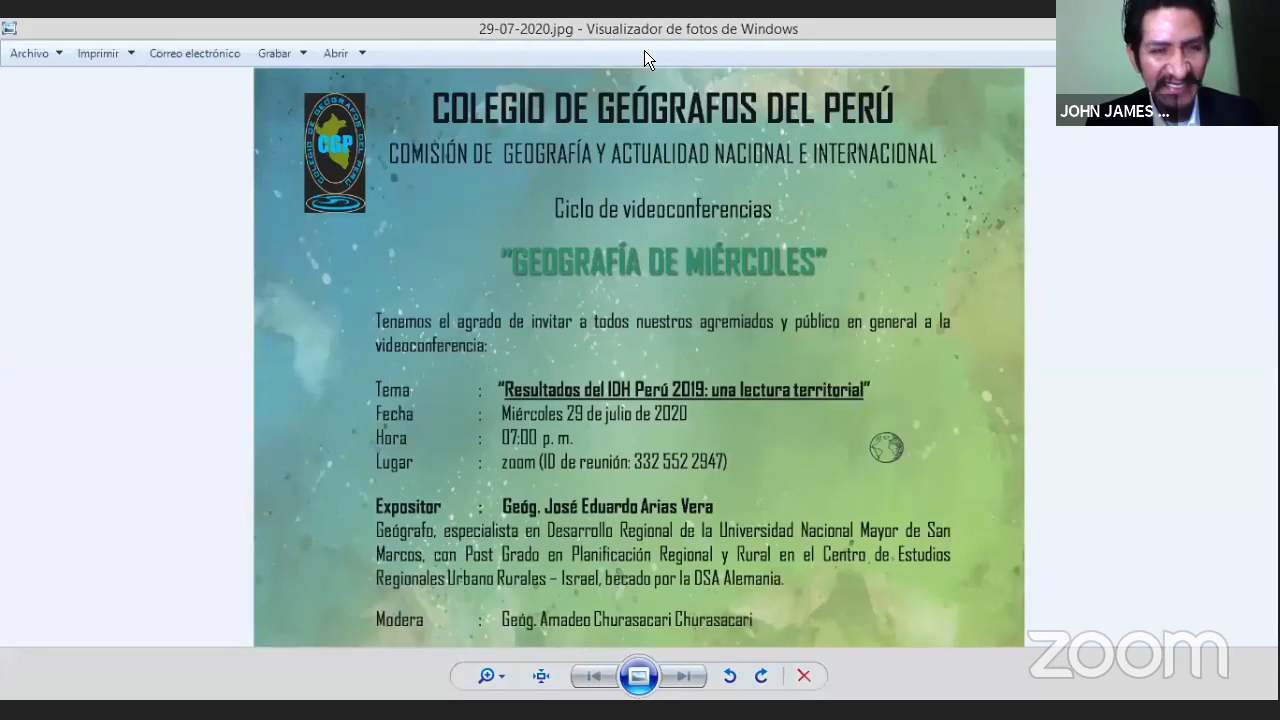 29-07-2020.jpg - Visualizador de fotos de Windows
Archivo Imprimir Correo electrónico Grabar Abrir
JOHN JAMES ...
COLEGIO DE GEÓGRAFOS DEL PERÚ
CGP
COLEGIO DE GEÓGRAFOS DEL PERÚ
COMISIÓN DE GEOGRAFÍA Y ACTUALIDAD NACIONAL E INTERNACIONAL
Ciclo de videoconferencias
"GEOGRAFÍA DE MIÉRCOLES"
Tenemos el agrado de invitar a todos nuestros agremiados y público en general a la
videoconferencia:
Tema : "Resultados del IDH Perú 2019: una lectura territorial"
Fecha : Miércoles 29 de julio de 2020
Hora : 07:00 p. m.
Lugar : zoom (ID de reunión: 332 552 2947)
Expositor : Geóg. José Eduardo Arias Vera
Geógrafo, especialista en Desarrollo Regional de la Universidad Nacional Mayor de San
Marcos, con Post Grado en Planificación Regional y Rural en el Centro de Estudios
Regionales Urbano Rurales – Israel, becado por la DSA Alemania.
Modera : Geóg. Amadeo Churasacari Churasacari
zoom